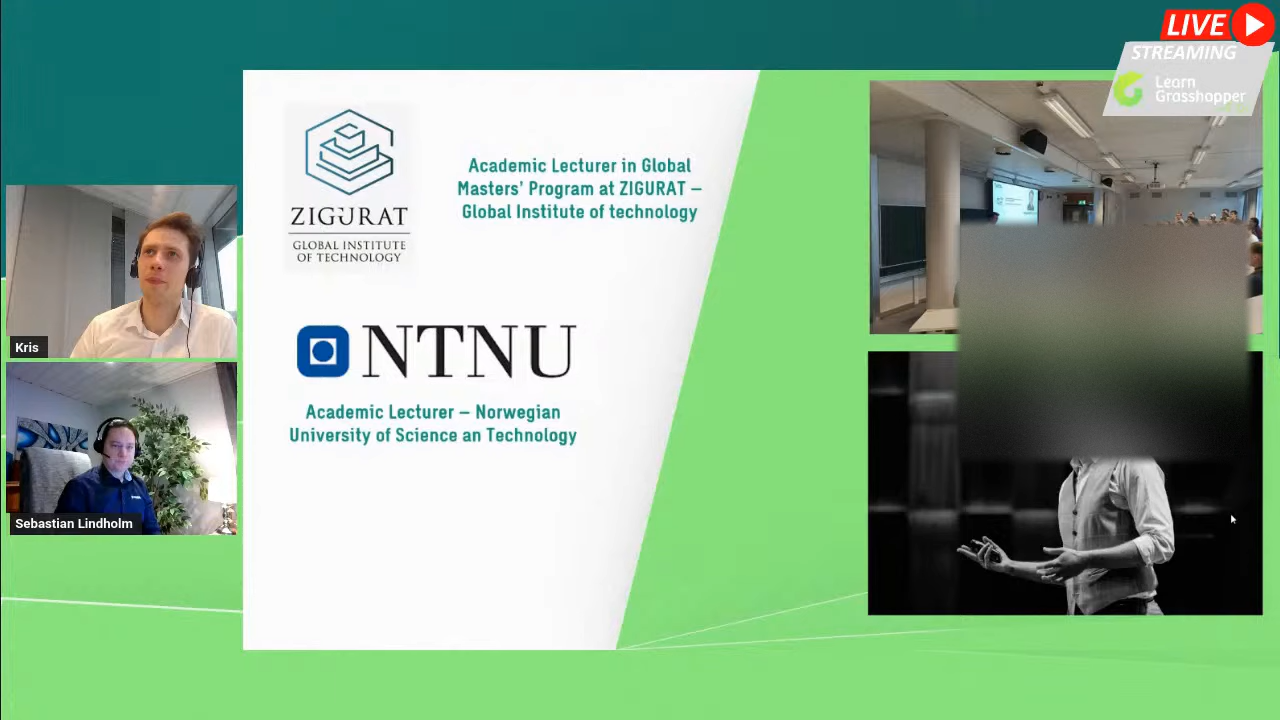 LIVE
STREAMING
Learn
Grasshopper
ZIGURAT
GLOBAL INSTITUTE
OF TECHNOLOGY
Academic Lecturer in Global
Masters' Program at ZIGURAT –
Global Institute of technology
NTNU
Academic Lecturer – Norwegian
University of Science an Technology
Kris
Sebastian Lindholm